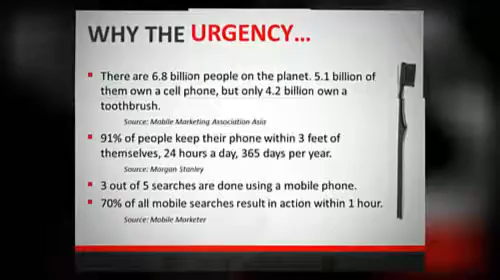 WHY THE URGENCY...
There are 6.8 billion people on the planet. 5.1 billion of
them own a cell phone, but only 4.2 billion own a
toothbrush.
Source: Mobile Marketing Association Asia
91% of people keep their phone within 3 feet of
themselves, 24 hours a day, 365 days per year.
Source: Morgan Stanley
3 out of 5 searches are done using a mobile phone.
70% of all mobile searches result in action within 1 hour.
Source: Mobile Marketer